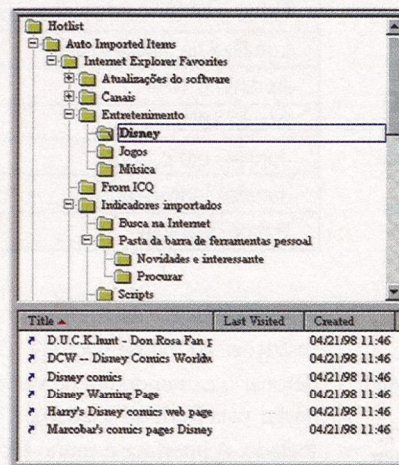 Hotlist
Auto Imported Items
Internet Explorer Favorites
Atualizações do software
Canais
Entretenimento
Disney
Jogos
Música
From ICQ
Indicadores importados
Busca na Internet
Pasta da barra de ferramentas pessoal
Novidades e interessante
Procurar
Scripts
Title Last Visited Created
D.U.C.K.hunt - Don Rosa Fan p 04/21/98 11:46
DCW -- Disney Comics Worldw 04/21/98 11:46
Disney comics 04/21/98 11:46
Disney Warning Page 04/21/98 11:46
Harry's Disney comics web page 04/21/98 11:46
Marcobar's comics pages Disney 04/21/98 11:46